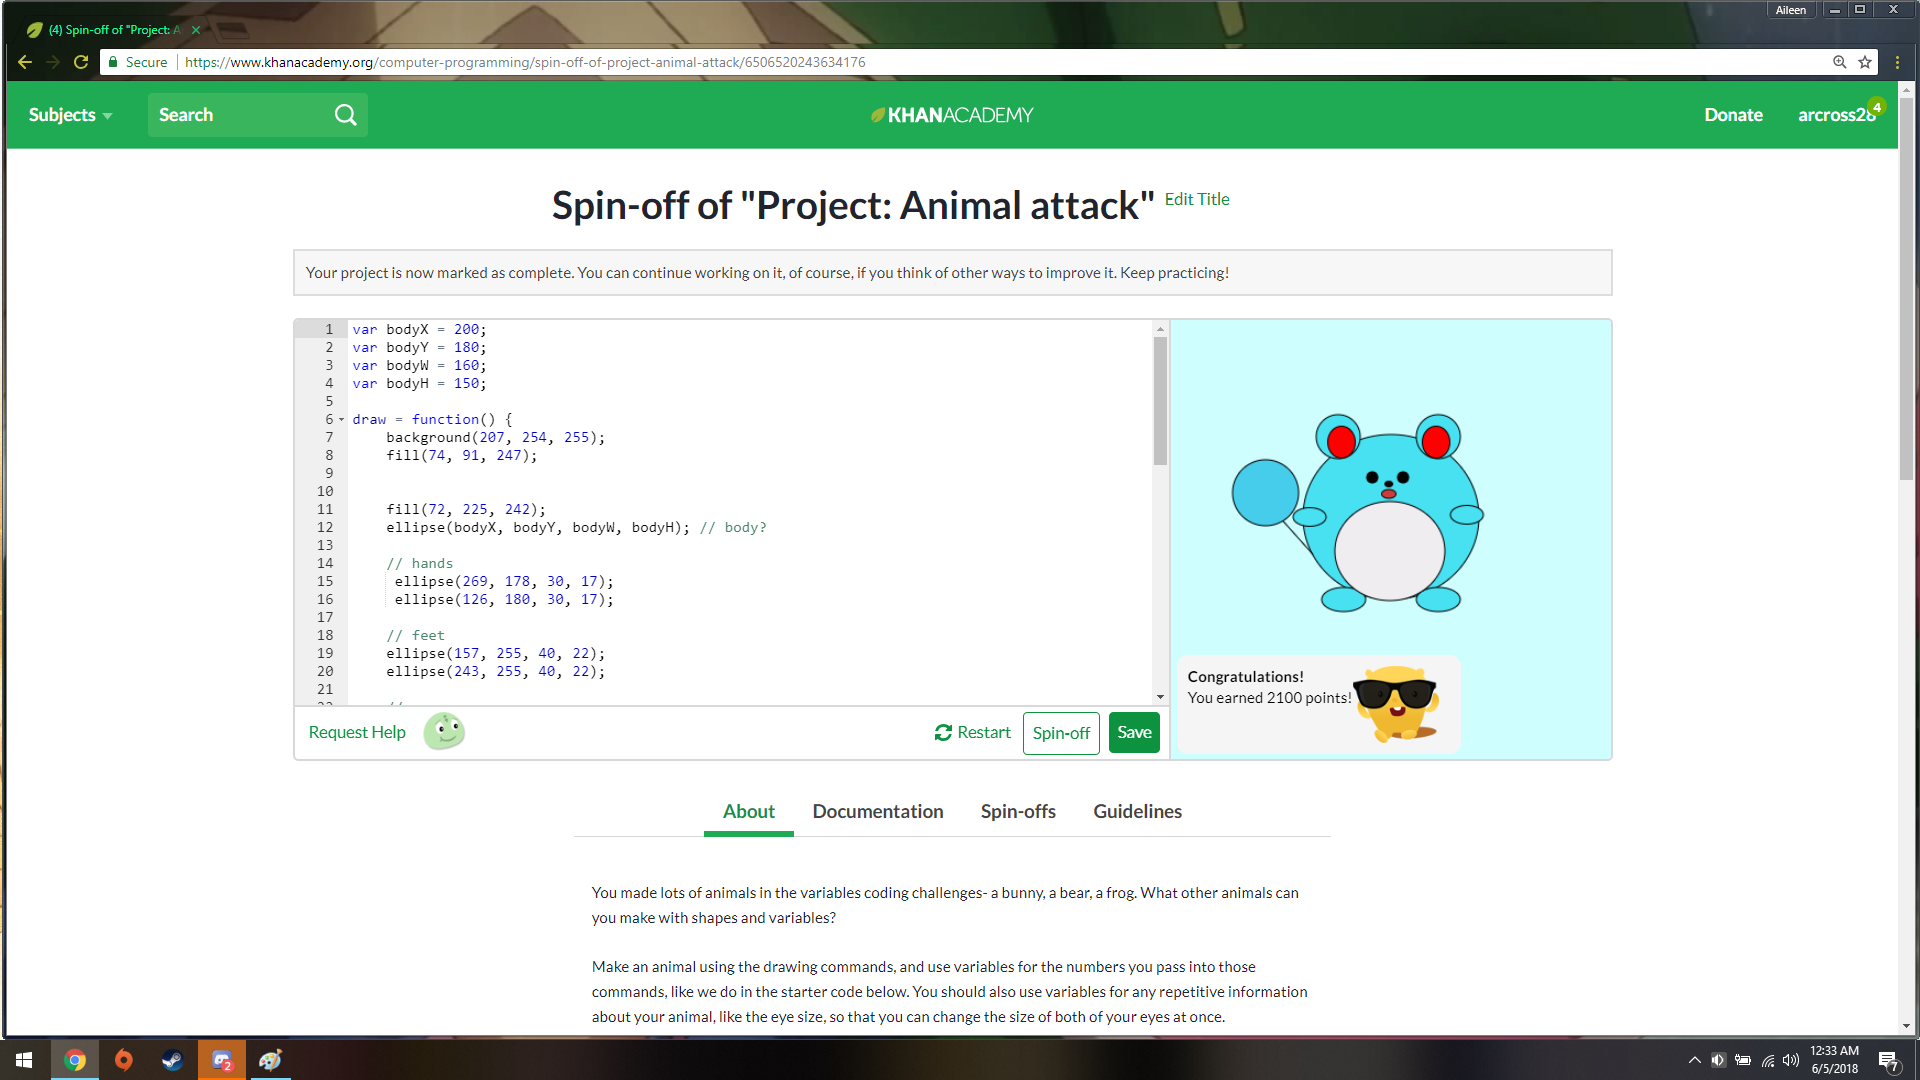 Aileen
(4) Spin-off of "Project: A
Secure https://www.khanacademy.org/computer-programming/spin-off-of-project-animal-attack/6506520243634176
Subjects
Search
KHANACADEMY
Donate
arcross28
4
Spin-off of "Project: Animal attack"
Edit Title
Your project is now marked as complete. You can continue working on it, of course, if you think of other ways to improve it. Keep practicing!
1 var bodyX = 200;
2 var bodyY = 180;
3 var bodyW = 160;
4 var bodyH = 150;
5
6 draw = function() {
7 background(207, 254, 255);
8 fill(74, 91, 247);
9
10
11 fill(72, 225, 242);
12 ellipse(bodyX, bodyY, bodyW, bodyH); // body?
13
14 // hands
15 ellipse(269, 178, 30, 17);
16 ellipse(126, 180, 30, 17);
17
18 // feet
19 ellipse(157, 255, 40, 22);
20 ellipse(243, 255, 40, 22);
21
Congratulations!
You earned 2100 points!
Request Help
Restart
Spin-off
Save
About
Documentation
Spin-offs
Guidelines
You made lots of animals in the variables coding challenges- a bunny, a bear, a frog. What other animals can
you make with shapes and variables?
Make an animal using the drawing commands, and use variables for the numbers you pass into those
commands, like we do in the starter code below. You should also use variables for any repetitive information
about your animal, like the eye size, so that you can change the size of both of your eyes at once.
2
12:33 AM
6/5/2018
7